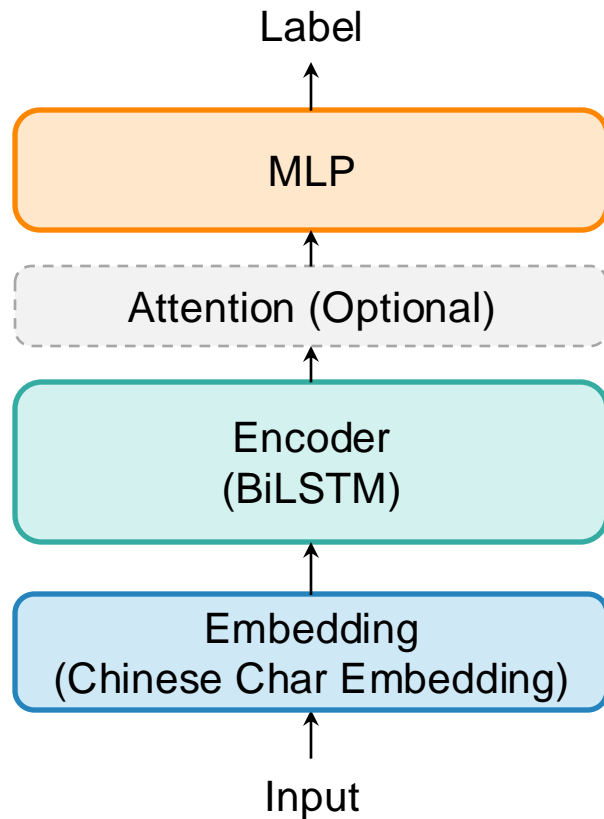 Label
MLP
Attention (Optional)
Encoder
(BiLSTM)
Embedding
(Chinese Char Embedding)
Input